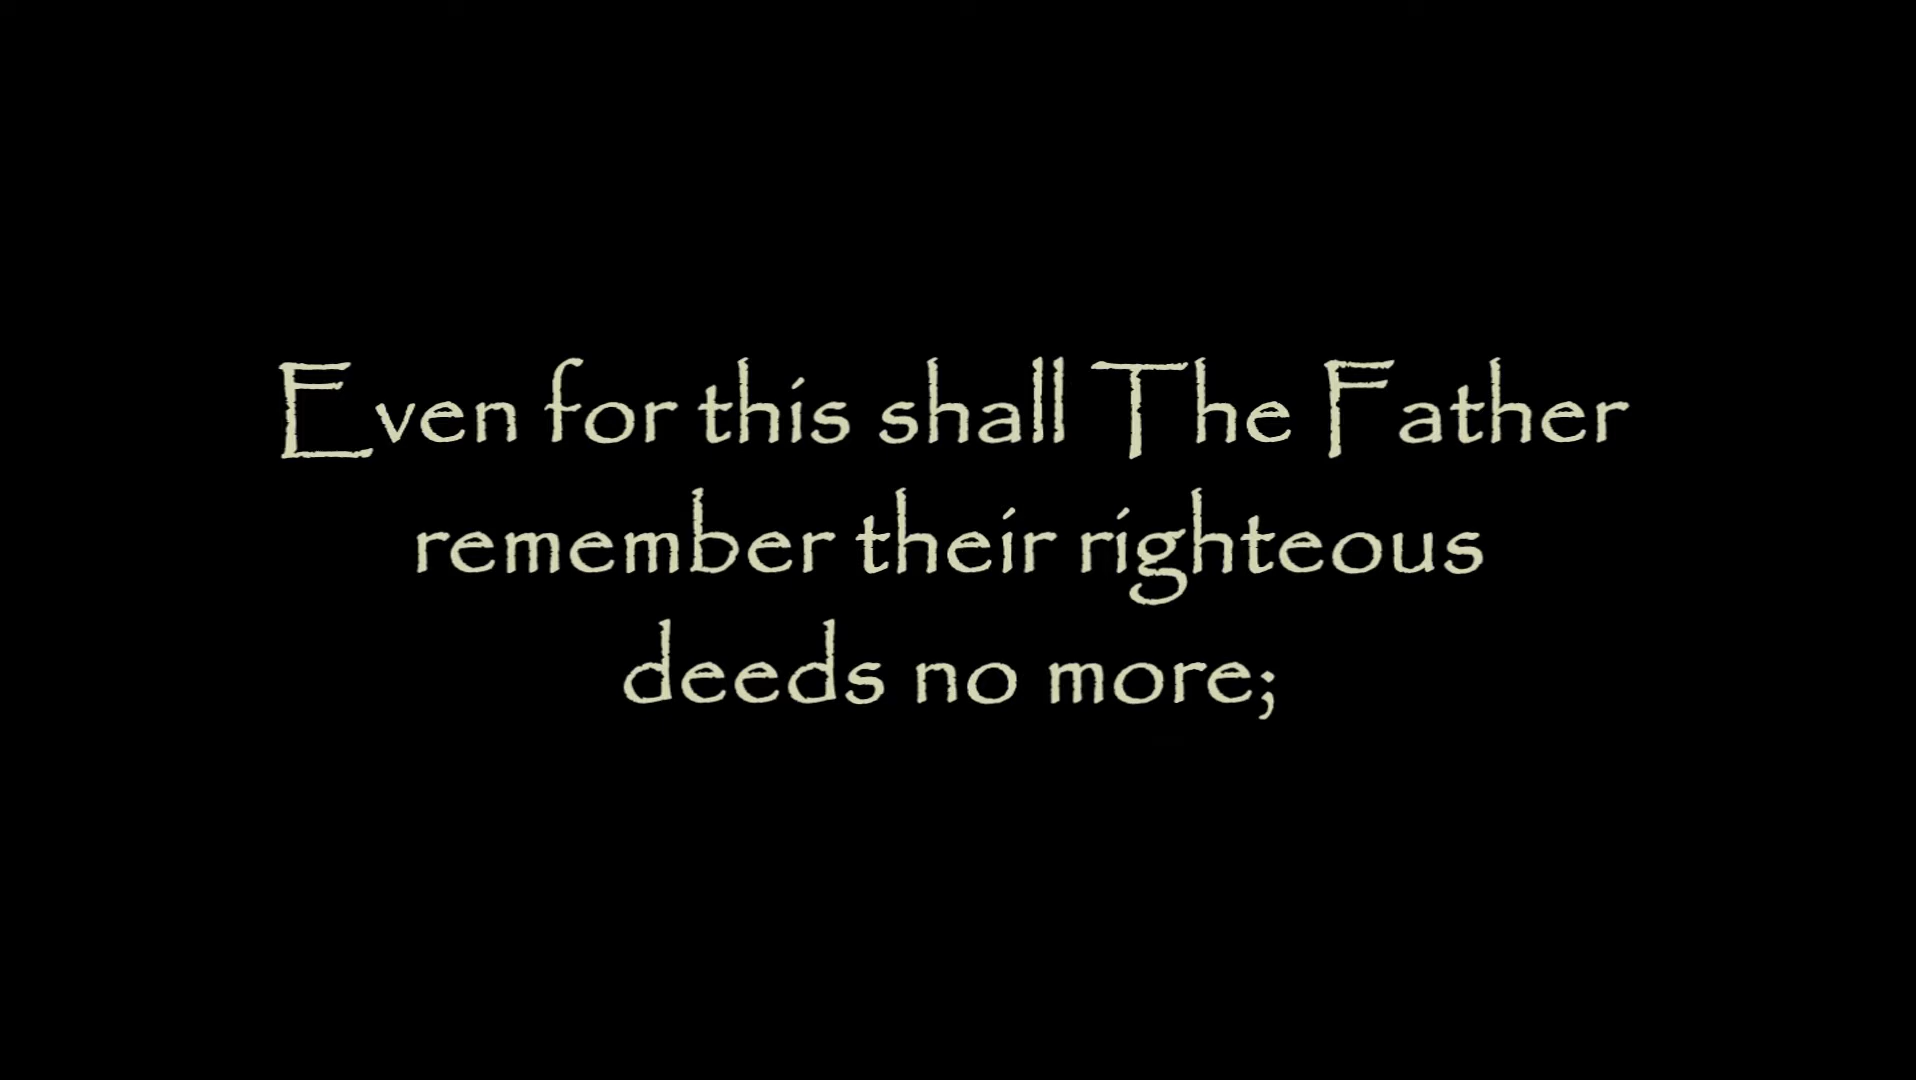 Even for this shall The Father
remember their righteous
deeds no more;